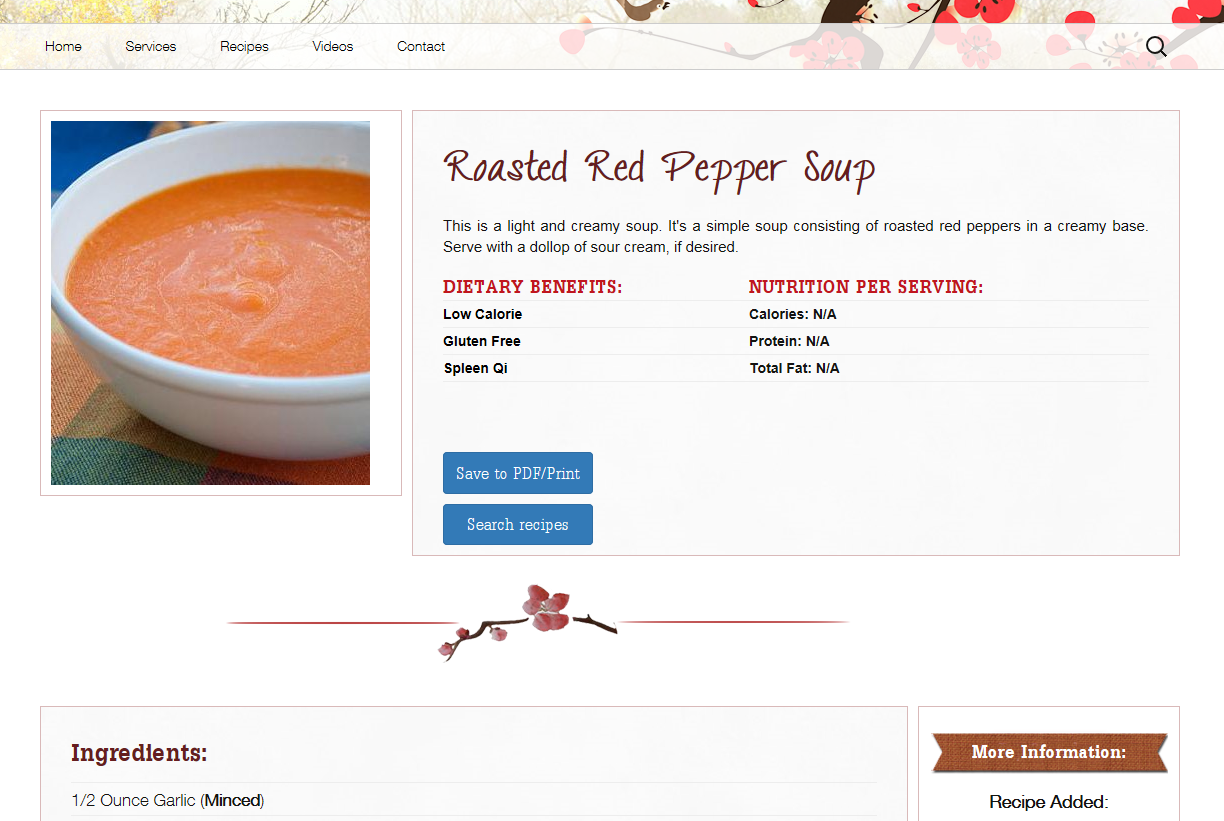 Home Services Recipes Videos Contact
Roasted Red Pepper Soup
This is a light and creamy soup. It's a simple soup consisting of roasted red peppers in a creamy base.
Serve with a dollop of sour cream, if desired.
DIETARY BENEFITS:
Low Calorie
Gluten Free
Spleen Qi
NUTRITION PER SERVING:
Calories: N/A
Protein: N/A
Total Fat: N/A
Save to PDF/Print
Search recipes
Ingredients:
1/2 Ounce Garlic (Minced)
More Information:
Recipe Added: